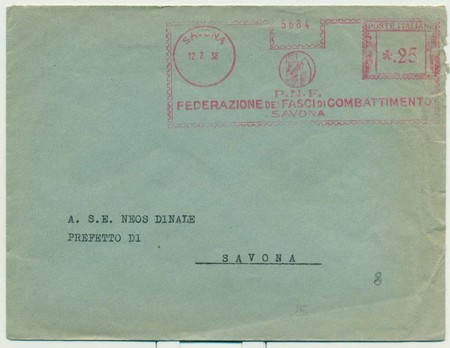 SAVONA
12.7 38
5684
POSTE ITALIANE
.25
P.N.F.
FEDERAZIONE DEI FASCI DI COMBATTIMENTO
SAVONA
A. S.E. NEOS DINALE
PREFETTO DI
SAVONA